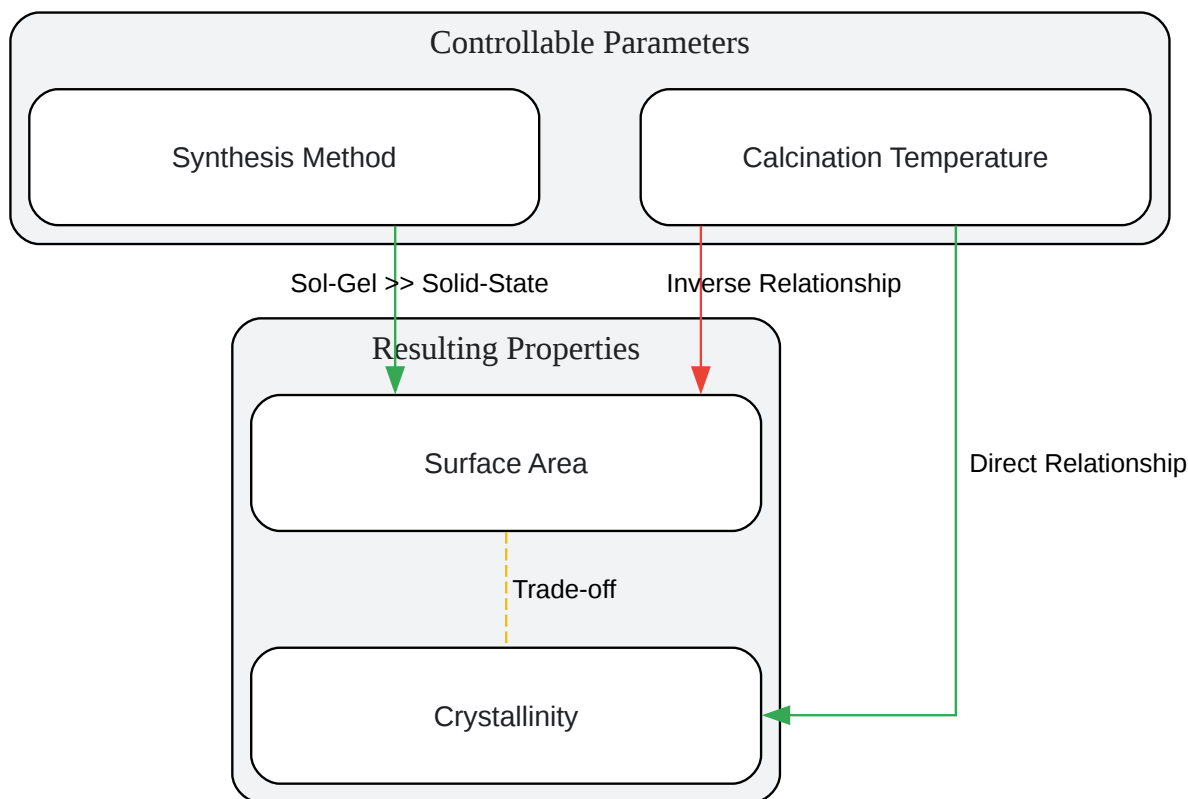 Controllable Parameters
Synthesis Method
Calcination Temperature
Sol-Gel >> Solid-State
Inverse Relationship
Resulting Properties
Surface Area
Direct Relationship
Trade-off
Crystallinity